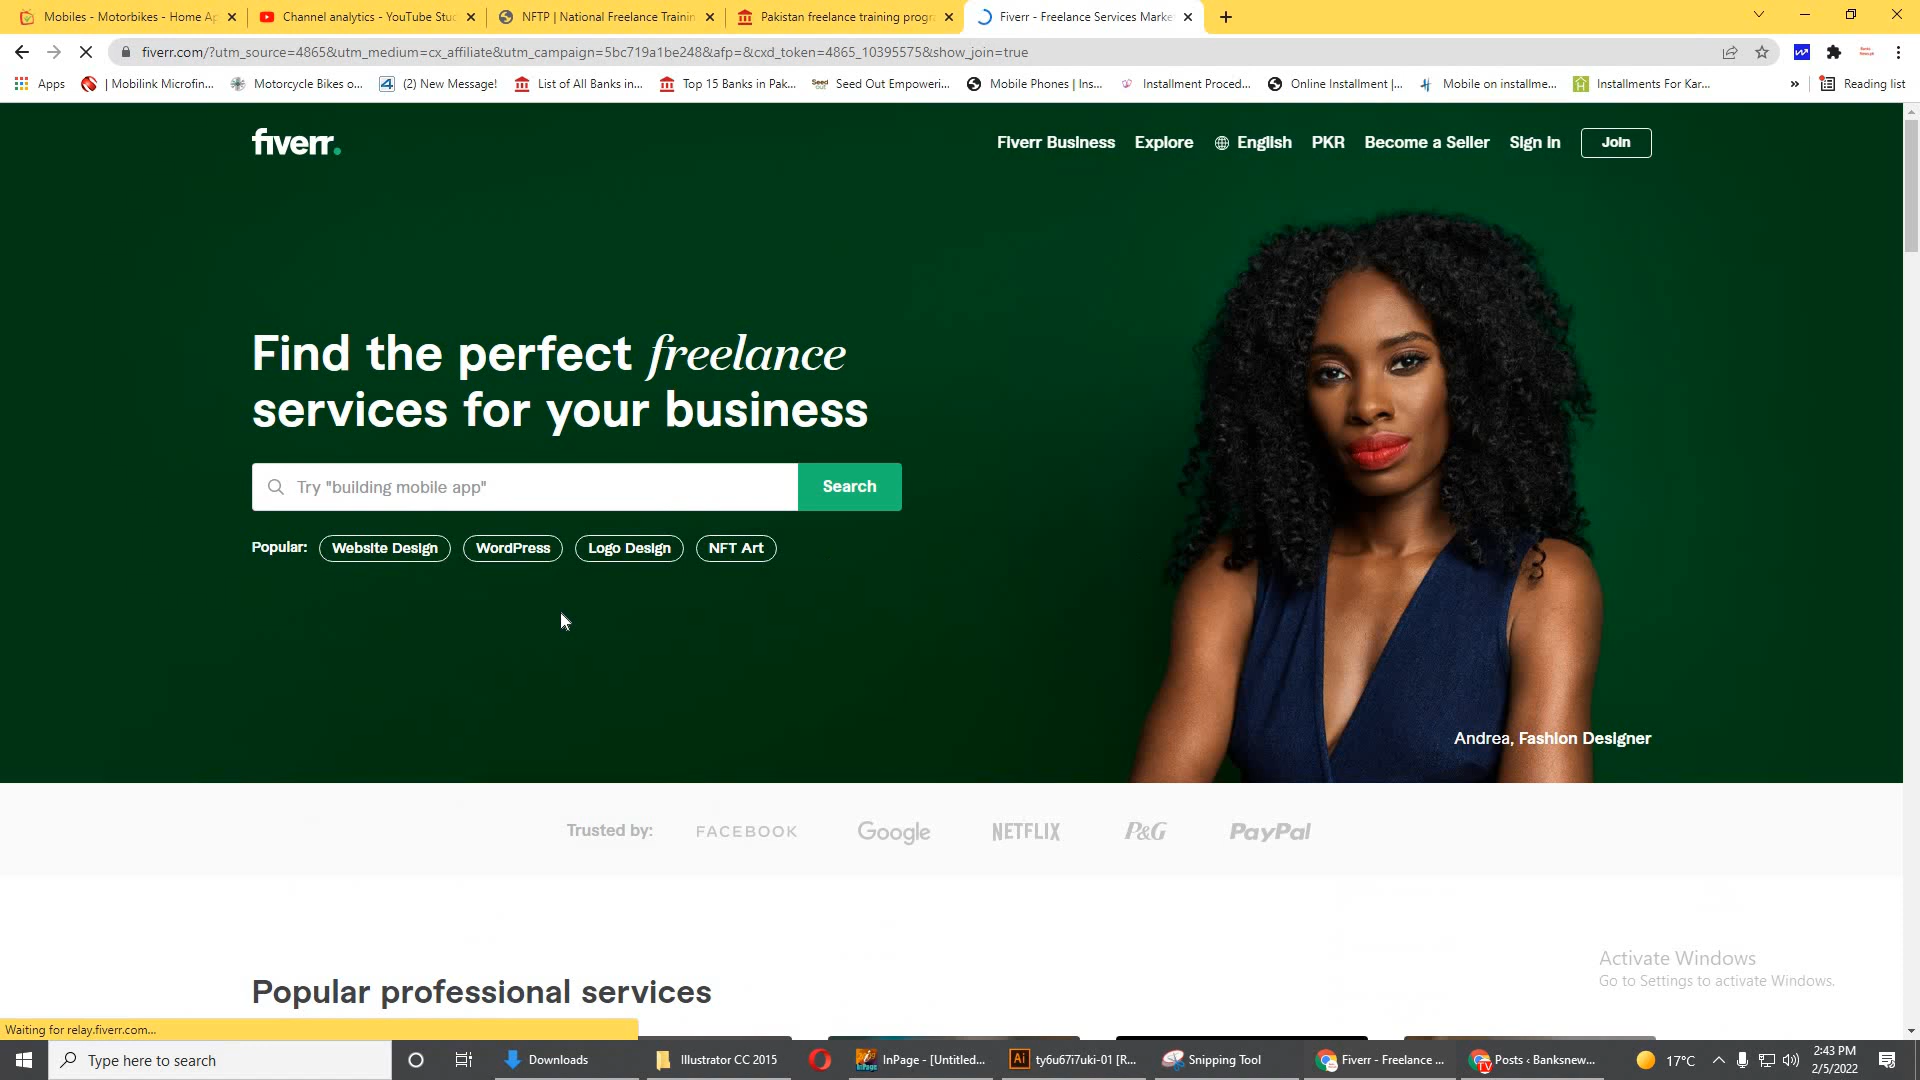 Mobiles - Motorbikes - Home Ap
Channel analytics - YouTube Stud
NFTP | National Freelance Trainin
Pakistan freelance training progra
Fiverr - Freelance Services Marke
fiverr.com/?utm_source=4865&utm_medium=cx_affiliate&utm_campaign=5bc719a1be248&afp=&cxd_token=4865_10395575&show_join=true
Apps
| Mobilink Microfin...
Motorcycle Bikes o...
(2) New Message!
List of All Banks in...
Top 15 Banks in Pak...
Seed Out Empoweri...
Mobile Phones | Ins...
Installment Proced...
Online Installment |...
Mobile on installme...
Installments For Kar...
»
Reading list
fiverr.
Fiverr Business
Explore
English
PKR
Become a Seller
Sign in
Join
Find the perfect freelance
services for your business
Try "building mobile app"
Search
Popular:
Website Design
WordPress
Logo Design
NFT Art
Andrea, Fashion Designer
Trusted by:
FACEBOOK
Google
NETFLIX
P&G
PayPal
Popular professional services
Activate Windows
Go to Settings to activate Windows.
Waiting for relay.fiverr.com...
Type here to search
Downloads
Illustrator CC 2015
InPage - [Untitled...
Ai
ty6u67i7uki-01 [R...
Snipping Tool
Fiverr - Freelance ...
TV
Posts ‹ Banksnew...
17°C
2:43 PM
2/5/2022